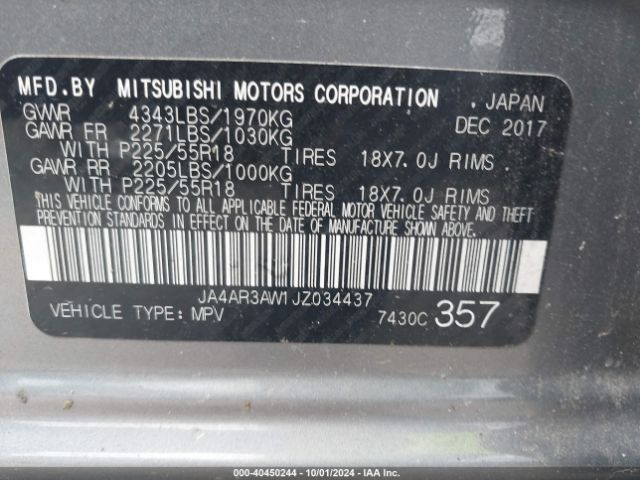 MFD.BY MITSUBISHI MOTORS CORPORATION . JAPAN
GVWR 4343LBS/1970KG DEC 2017
GAWR FR 2271LBS/1030KG
WITH P225/55R18 TIRES 18X7.0J RIMS
GAWR RR 2205LBS/1000KG
WITH P225/55R18 TIRES 18X7.0J RIMS
THIS VEHICLE CONFORMS TO ALL APPLICABLE FEDERAL MOTOR VEHICLE SAFETY AND THEFT
PREVENTION STANDARDS IN EFFECT ON THE DATE OF MANUFACTURE SHOWN ABOVE.
JA4AR3AW1JZ034437
VEHICLE TYPE:MPV 7430C 357
000-40450244 - 10/01/2024 - IAA Inc.